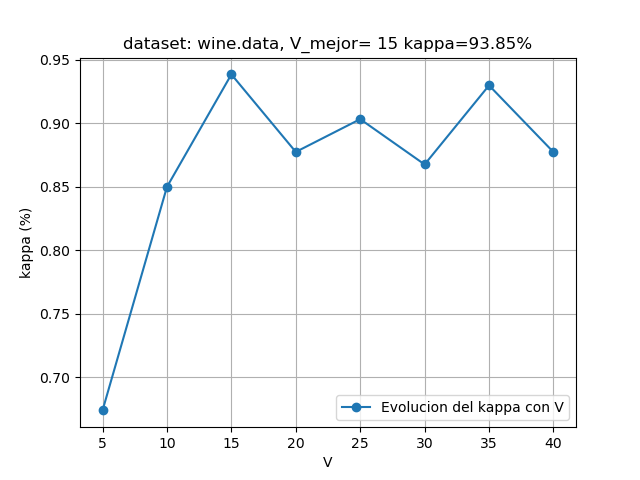 dataset: wine.data, V_mejor= 15 kappa=93.85%
0.95
0.90
0.85
0.80
0.75
0.70
kappa (%)
Evolucion del kappa con V
5 10 15 20 25 30 35 40
V